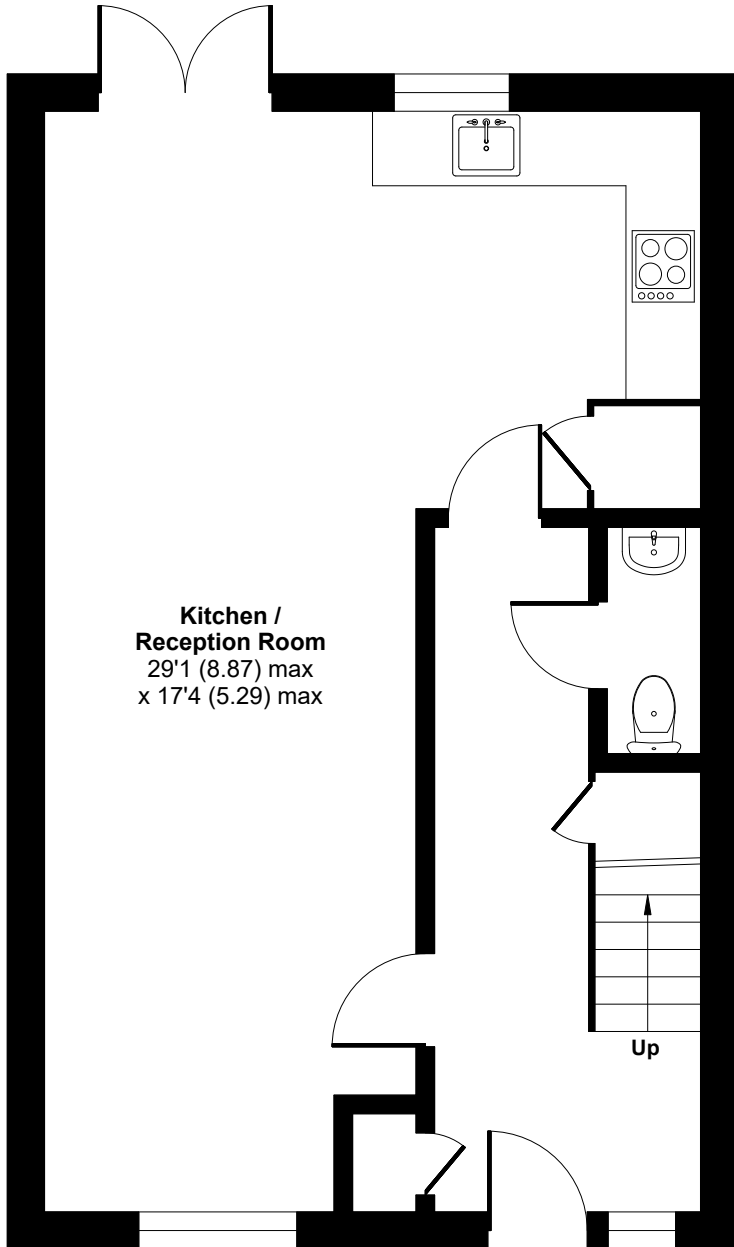 Kitchen /
Reception Room
29'1 (8.87) max
x 17'4 (5.29) max
Up